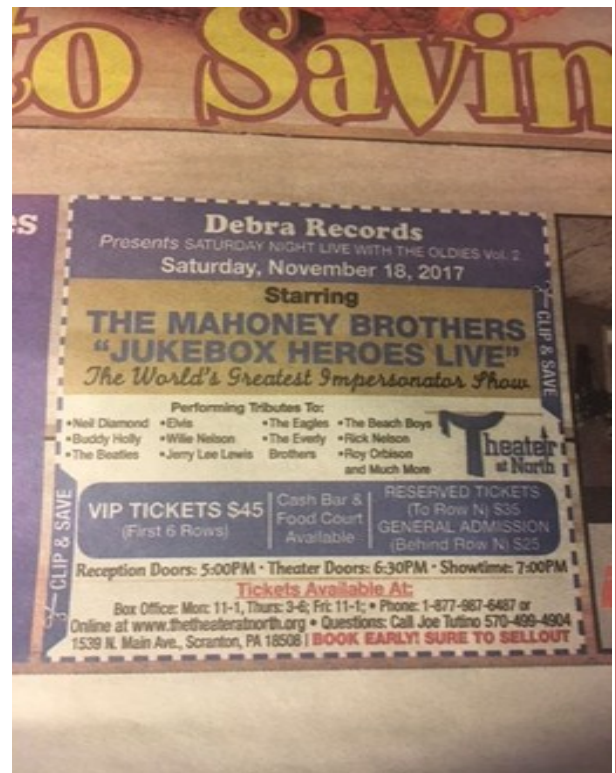 to Savin
es
Debra Records
Presents SATURDAY NIGHT LIVE WITH THE OLDIES Vol. 2
Saturday, November 18, 2017
Starring
THE MAHONEY BROTHERS
"JUKEBOX HEROES LIVE"
The World's Greatest Impersonator Show
CLIP & SAVE
Performing Tributes To:
•Neil Diamond •Elvis •The Eagles •The Beach Boys
•Buddy Holly •Willie Nelson •The Everly •Rick Nelson
•The Beatles •Jerry Lee Lewis Brothers •Roy Orbison
and Much More
Theater
at North
CLIP & SAVE
VIP TICKETS $45
(First 6 Rows)
Cash Bar &
Food Court
Available
RESERVED TICKETS
(To Row N) $35
GENERAL ADMISSION
(Behind Row N) $25
Reception Doors: 5:00PM • Theater Doors: 6:30PM • Showtime: 7:00PM
Tickets Available At:
Box Office: Mon: 11-1, Thurs: 3-6; Fri: 11-1; • Phone: 1-877-987-6487 or
Online at www.thetheateratnorth.org • Questions: Call Joe Tutino 570-499-4904
1539 N. Main Ave., Scranton, PA 18508 | BOOK EARLY! SURE TO SELLOUT